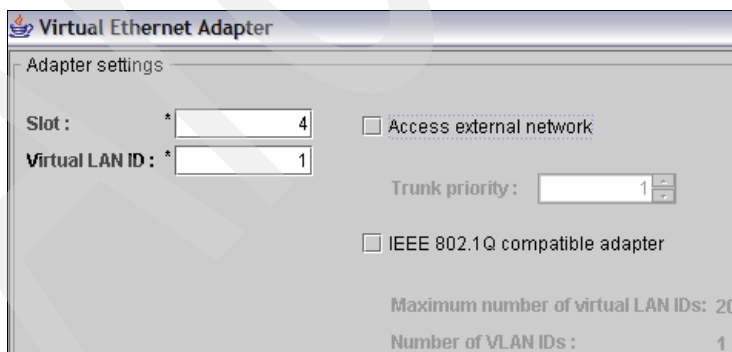 Virtual Ethernet Adapter
Adapter settings
Slot : * 4
Access external network
Virtual LAN ID : * 1
Trunk priority : 1
IEEE 802.1Q compatible adapter
Maximum number of virtual LAN IDs: 20
Number of VLAN IDs : 1